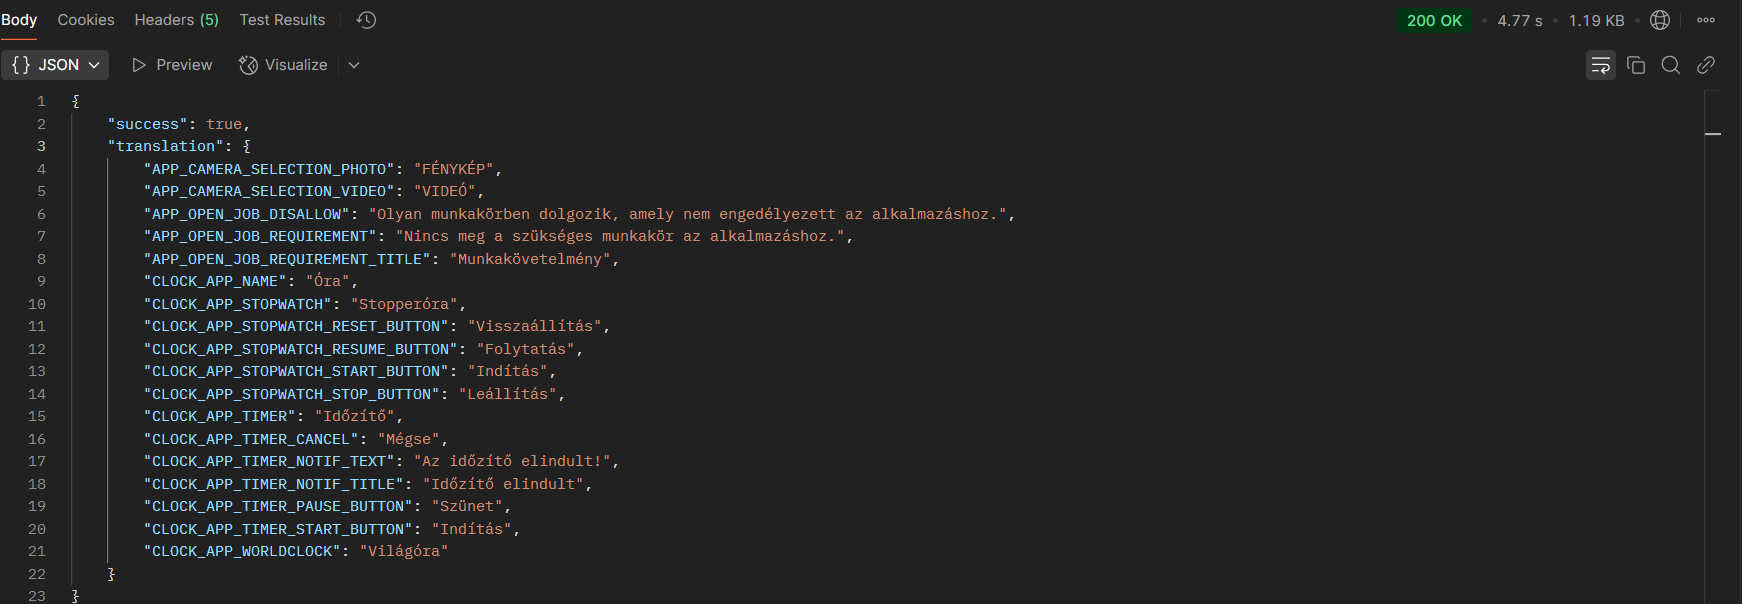 Body Cookies Headers (5) Test Results 200 OK • 4.77 s • 1.19 KB •
{} JSON Preview Visualize
1 {
2 "success": true,
3 "translation": {
4 "APP_CAMERA_SELECTION_PHOTO": "FÉNYKÉP",
5 "APP_CAMERA_SELECTION_VIDEO": "VIDEÓ",
6 "APP_OPEN_JOB_DISALLOW": "Olyan munkakörben dolgozik, amely nem engedélyezett az alkalmazáshoz.",
7 "APP_OPEN_JOB_REQUIREMENT": "Nincs meg a szükséges munkakör az alkalmazáshoz.",
8 "APP_OPEN_JOB_REQUIREMENT_TITLE": "Munkakövetelmény",
9 "CLOCK_APP_NAME": "Óra",
10 "CLOCK_APP_STOPWATCH": "Stopperóra",
11 "CLOCK_APP_STOPWATCH_RESET_BUTTON": "Visszaállítás",
12 "CLOCK_APP_STOPWATCH_RESUME_BUTTON": "Folytatás",
13 "CLOCK_APP_STOPWATCH_START_BUTTON": "Indítás",
14 "CLOCK_APP_STOPWATCH_STOP_BUTTON": "Leállítás",
15 "CLOCK_APP_TIMER": "Időzítő",
16 "CLOCK_APP_TIMER_CANCEL": "Mégse",
17 "CLOCK_APP_TIMER_NOTIF_TEXT": "Az időzítő elindult!",
18 "CLOCK_APP_TIMER_NOTIF_TITLE": "Időzítő elindult",
19 "CLOCK_APP_TIMER_PAUSE_BUTTON": "Szünet",
20 "CLOCK_APP_TIMER_START_BUTTON": "Indítás",
21 "CLOCK_APP_WORLDCLOCK": "Világóra"
22 }
23 }